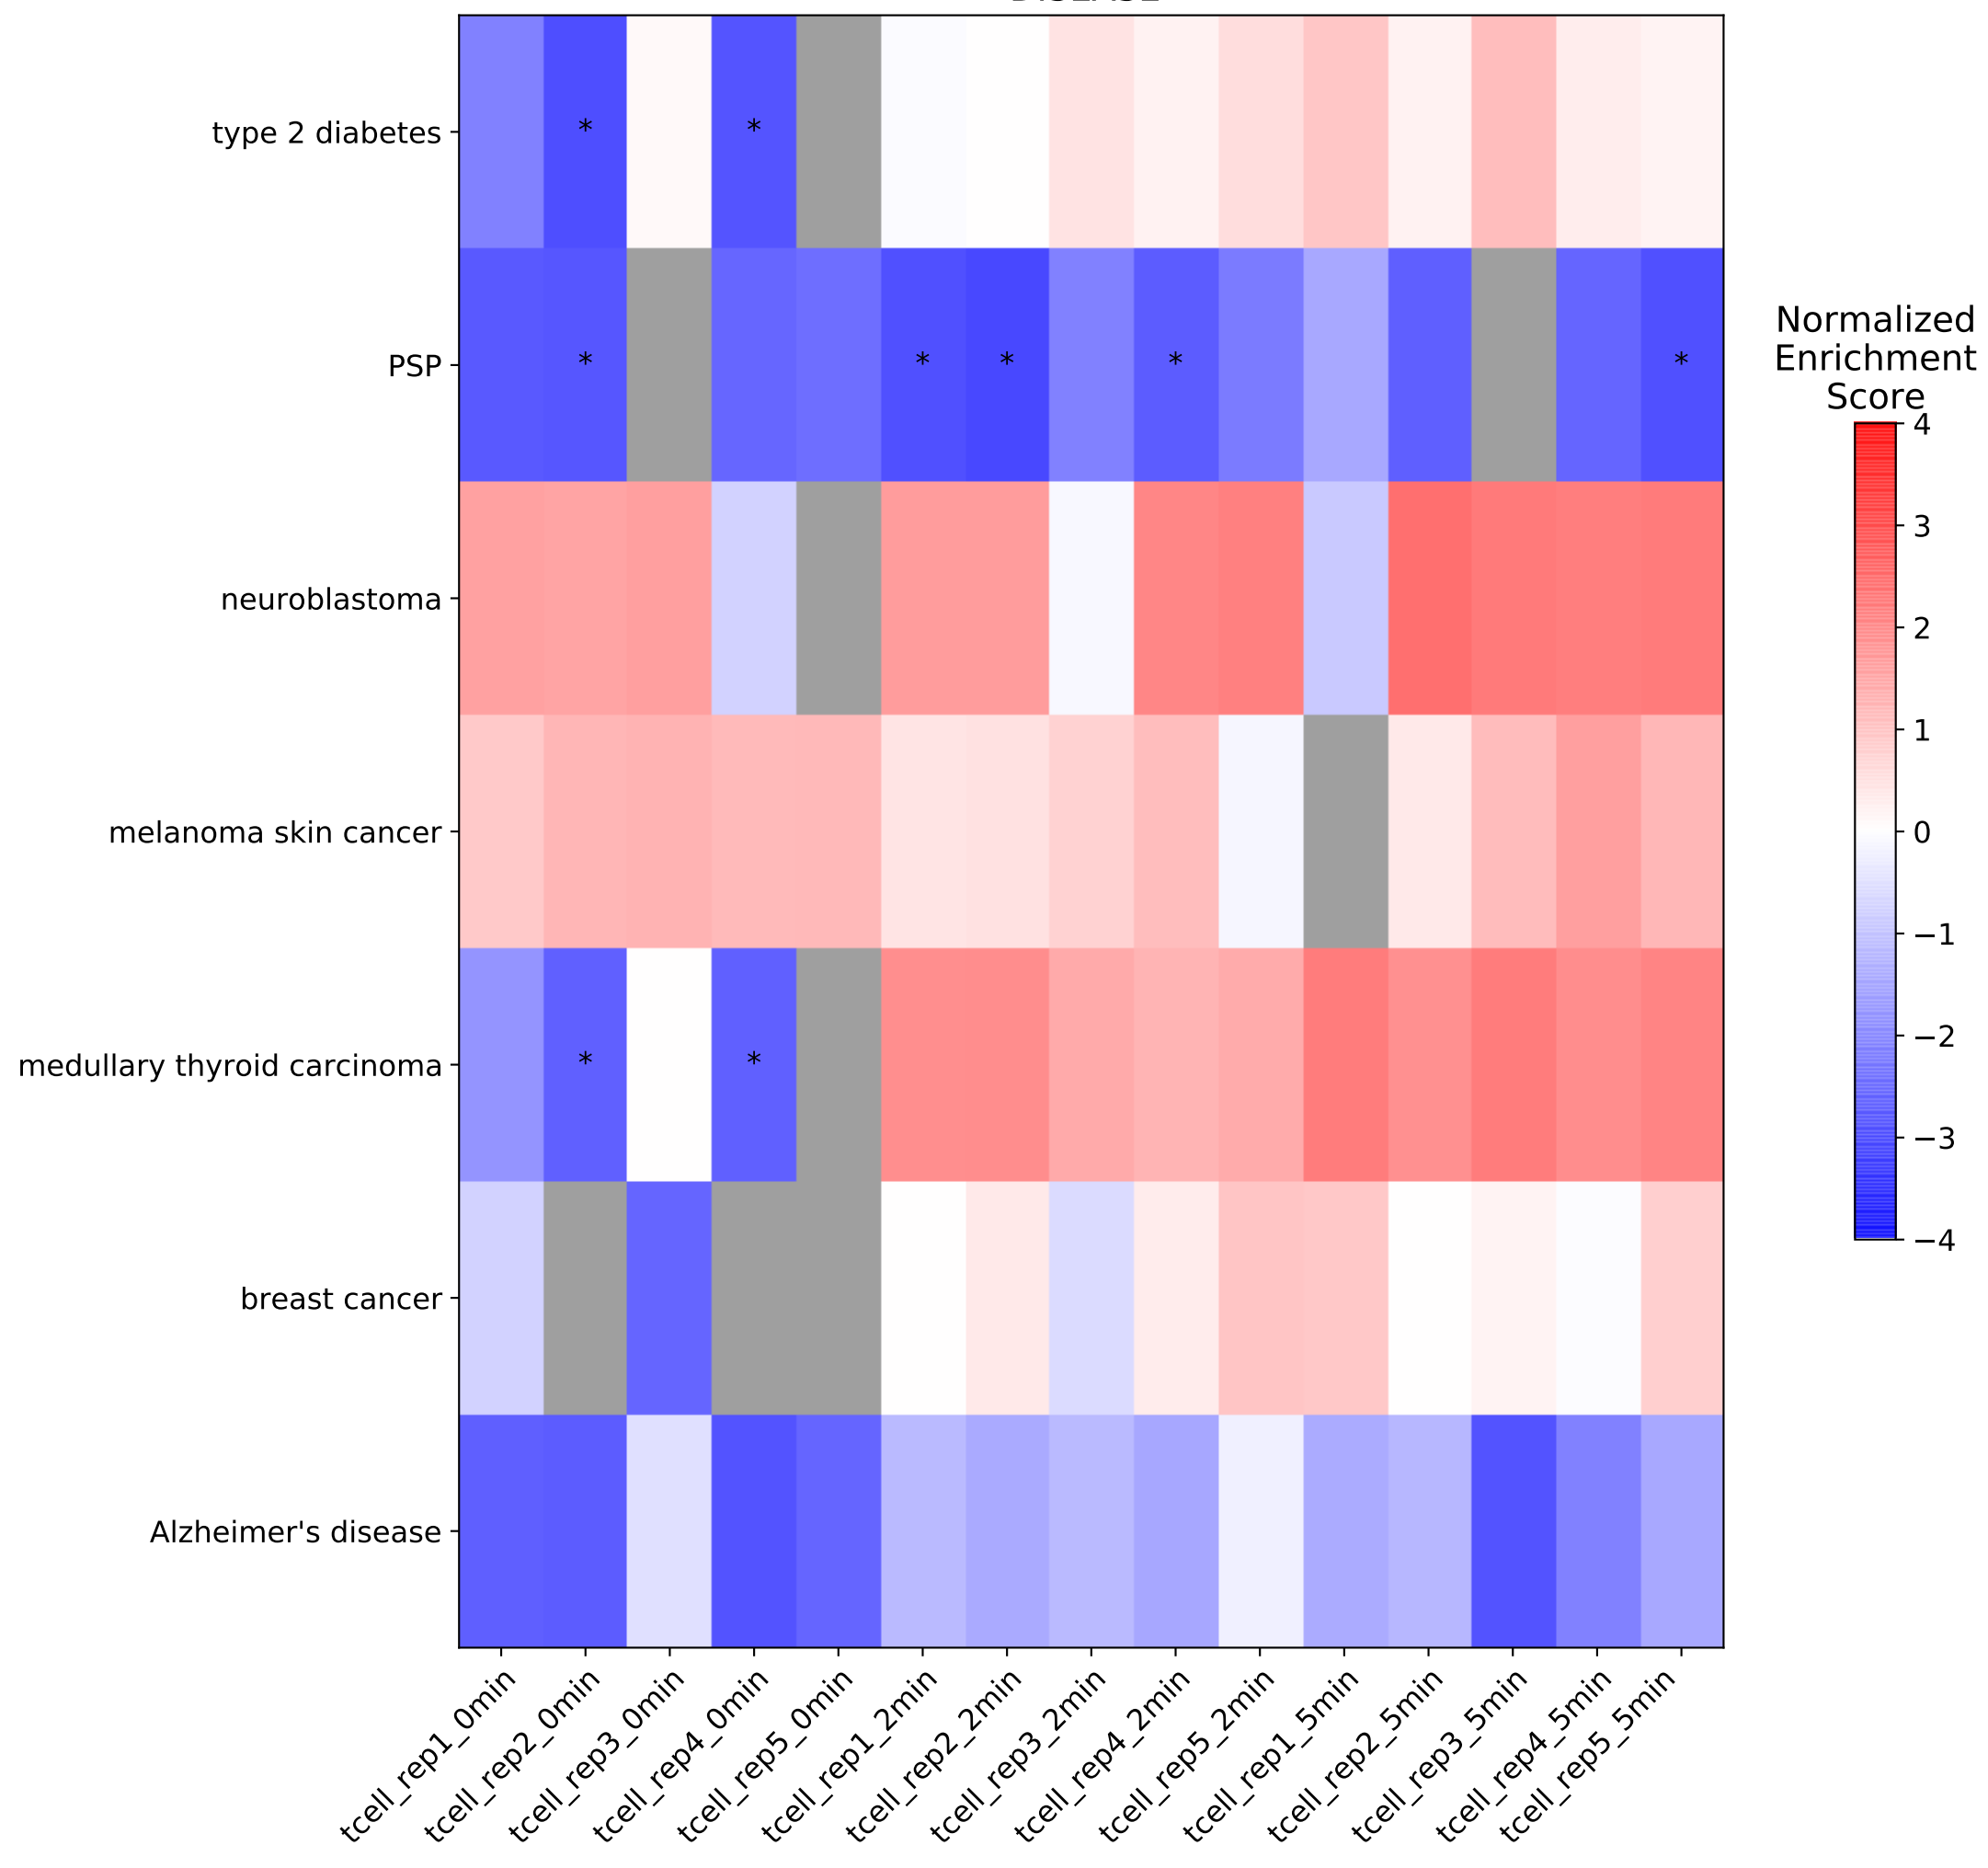 type 2 diabetes
* *
PSP
* * * * *
neuroblastoma
melanoma skin cancer
medullary thyroid carcinoma
* *
breast cancer
Alzheimer's disease
tcell_rep1_0min
tcell_rep2_0min
tcell_rep3_0min
tcell_rep4_0min
tcell_rep5_0min
tcell_rep1_2min
tcell_rep2_2min
tcell_rep3_2min
tcell_rep4_2min
tcell_rep5_2min
tcell_rep1_5min
tcell_rep2_5min
tcell_rep3_5min
tcell_rep4_5min
tcell_rep5_5min
Normalized
Enrichment
Score
4
3
2
1
0
−1
−2
−3
−4